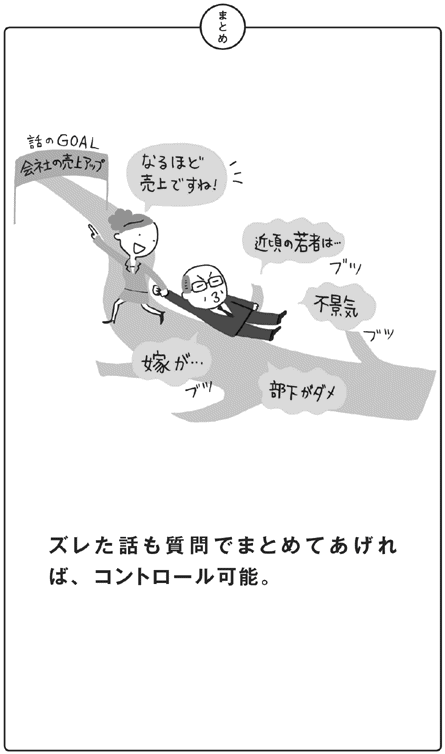 まとめ
話のGOAL
会社の売上アップ
なるほど
売上ですね!
近頃の若者は…
ブツ
不景気
ブツ
嫁が…
ブツ
部下がダメ
ズレた話も質問でまとめてあげれ
ば、コントロール可能。